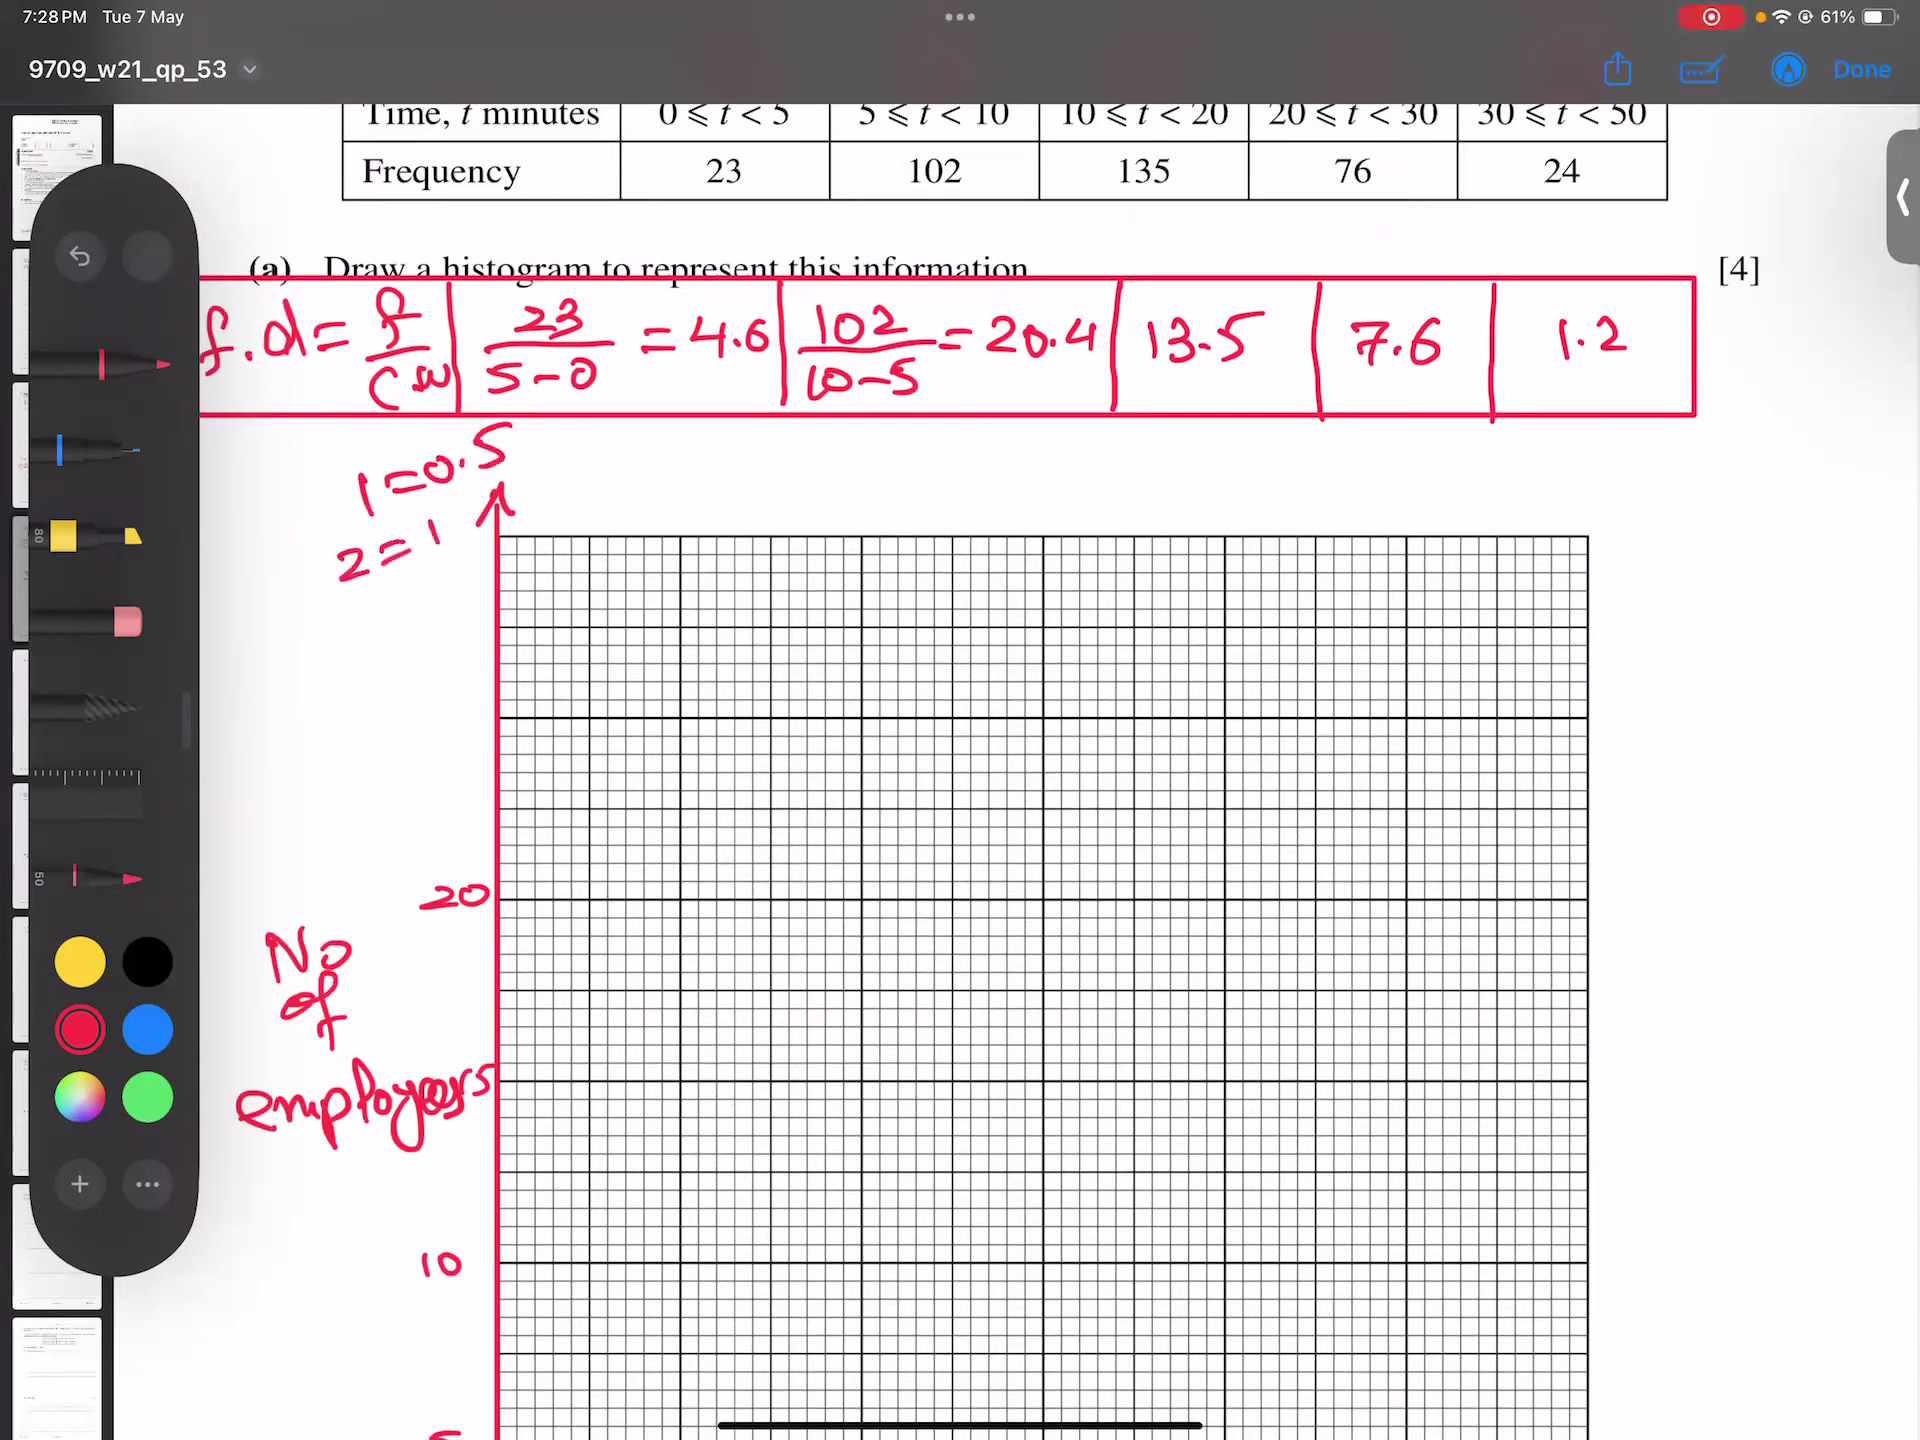 7:28 PM Tue 7 May
61%
9709_w21_qp_53
Done
Time, t minutes 0 ⩽ t < 5 5 ⩽ t < 10 10 ⩽ t < 20 20 ⩽ t < 30 30 ⩽ t < 50
Frequency 23 102 135 76 24
(a) Draw a histogram to represent this information [4]
f.d = f/cw | 23/(5-0) = 4.6 | 102/(10-5) = 20.4 | 13.5 | 7.6 | 1.2
1=0.5
2=1
80
50
20
No
of
employees
10